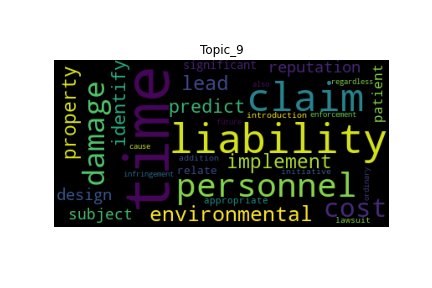 Topic_9
significant
reputation
property
damage
identify
time
lead
claim
regardless
patient
predict
introduction
enforcement
future
liability
cause
addition
implement
infringement
relate
initiative
personnel
design
appropriate
ordinary
cost
subject
environmental
lawsuit